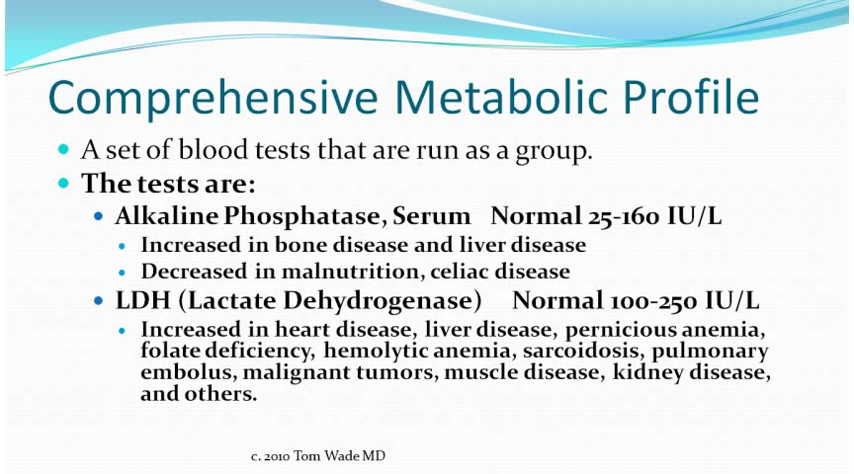 Comprehensive Metabolic Profile
A set of blood tests that are run as a group.
The tests are:
Alkaline Phosphatase, Serum Normal 25-160 IU/L
Increased in bone disease and liver disease
Decreased in malnutrition, celiac disease
LDH (Lactate Dehydrogenase) Normal 100-250 IU/L
Increased in heart disease, liver disease, pernicious anemia,
folate deficiency, hemolytic anemia, sarcoidosis, pulmonary
embolus, malignant tumors, muscle disease, kidney disease,
and others.
c. 2010 Tom Wade MD